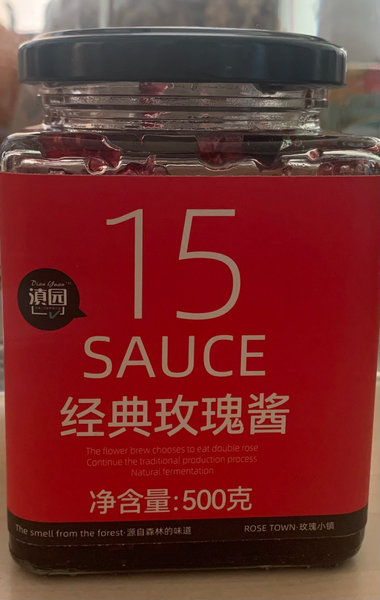 15
Dian Yuan
滇园
SAUCE
经典玫瑰酱
The flower brew chooses to eat double rose
Continue the traditional production process
Natural fermentation
净含量:500克
The smell from the forest·源自森林的味道
ROSE TOWN·玫瑰小镇